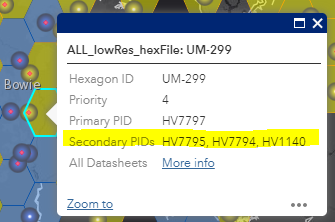 ALL_lowRes_hexFile: UM-299
Hexagon ID UM-299
Priority 4
Primary PID HV7797
Secondary PIDs HV7795, HV7794, HV1140
All Datasheets More info
Zoom to
Bowie